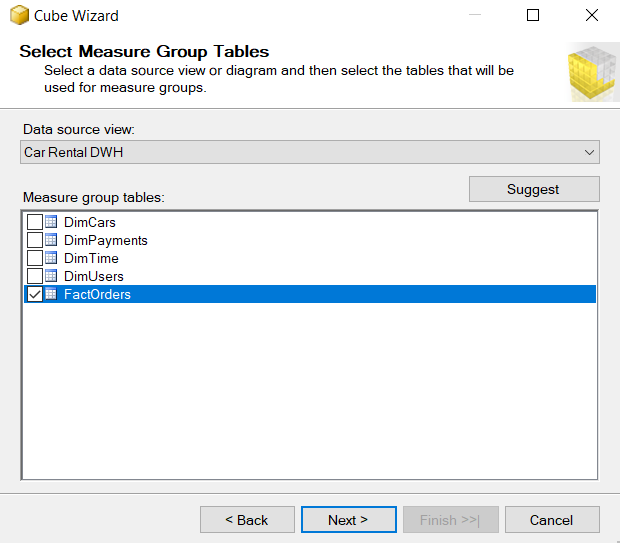 Cube Wizard
Select Measure Group Tables
Select a data source view or diagram and then select the tables that will be
used for measure groups.
Data source view:
Car Rental DWH
Measure group tables:
Suggest
DimCars
DimPayments
DimTime
DimUsers
FactOrders
< Back
Next >
Finish >>|
Cancel